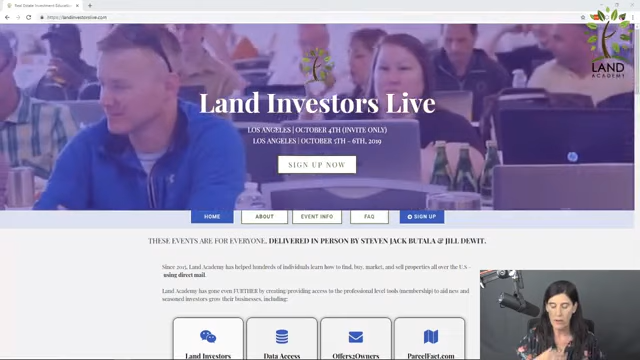 Real Estate Investment Educatio
https://landinvestorslive.com
LAND
ACADEMY
Land Investors Live
LOS ANGELES | OCTOBER 4TH (INVITE ONLY)
LOS ANGELES | OCTOBER 5TH - 6TH, 2019
SIGN UP NOW
HOME
ABOUT
EVENT INFO
FAQ
SIGN UP
THESE EVENTS ARE FOR EVERYONE. DELIVERED IN PERSON BY STEVEN JACK BUTALA & JILL DEWIT.
Since 2015, Land Academy has helped hundreds of individuals learn how to find, buy, market, and sell properties all over the U.S -
using direct mail.
Land Academy has gone even FURTHER by creating/providing access to the professional level tools (membership) to aid new and
seasoned investors grow their businesses, including:
Land Investors
Data Access
Offers2Owners
ParcelFact.com